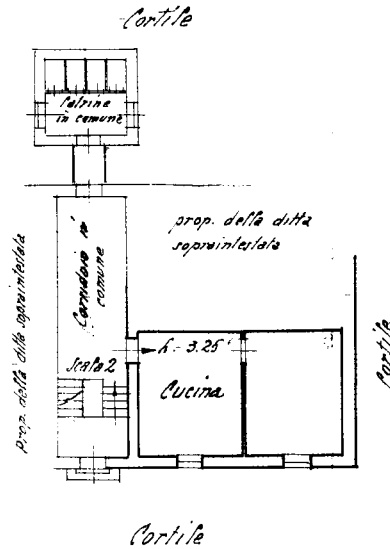 Cortile
Latrine
in comune
prop. della ditta
sopraintestata
Corridoio in
comune
Prop. della ditta sopraintestata
h = 3.25
scala 2
Cucina
Cortile
Cortile